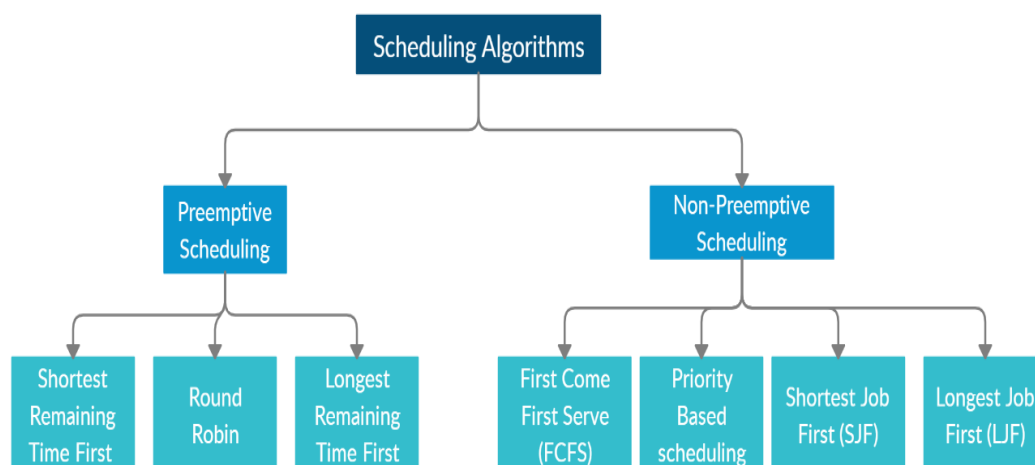 Scheduling Algorithms
Preemptive
Scheduling
Non-Preemptive
Scheduling
Shortest
Remaining
Time First
Round
Robin
Longest
Remaining
Time First
First Come
First Serve
(FCFS)
Priority
Based
scheduling
Shortest Job
First (SJF)
Longest Job
First (LJF)